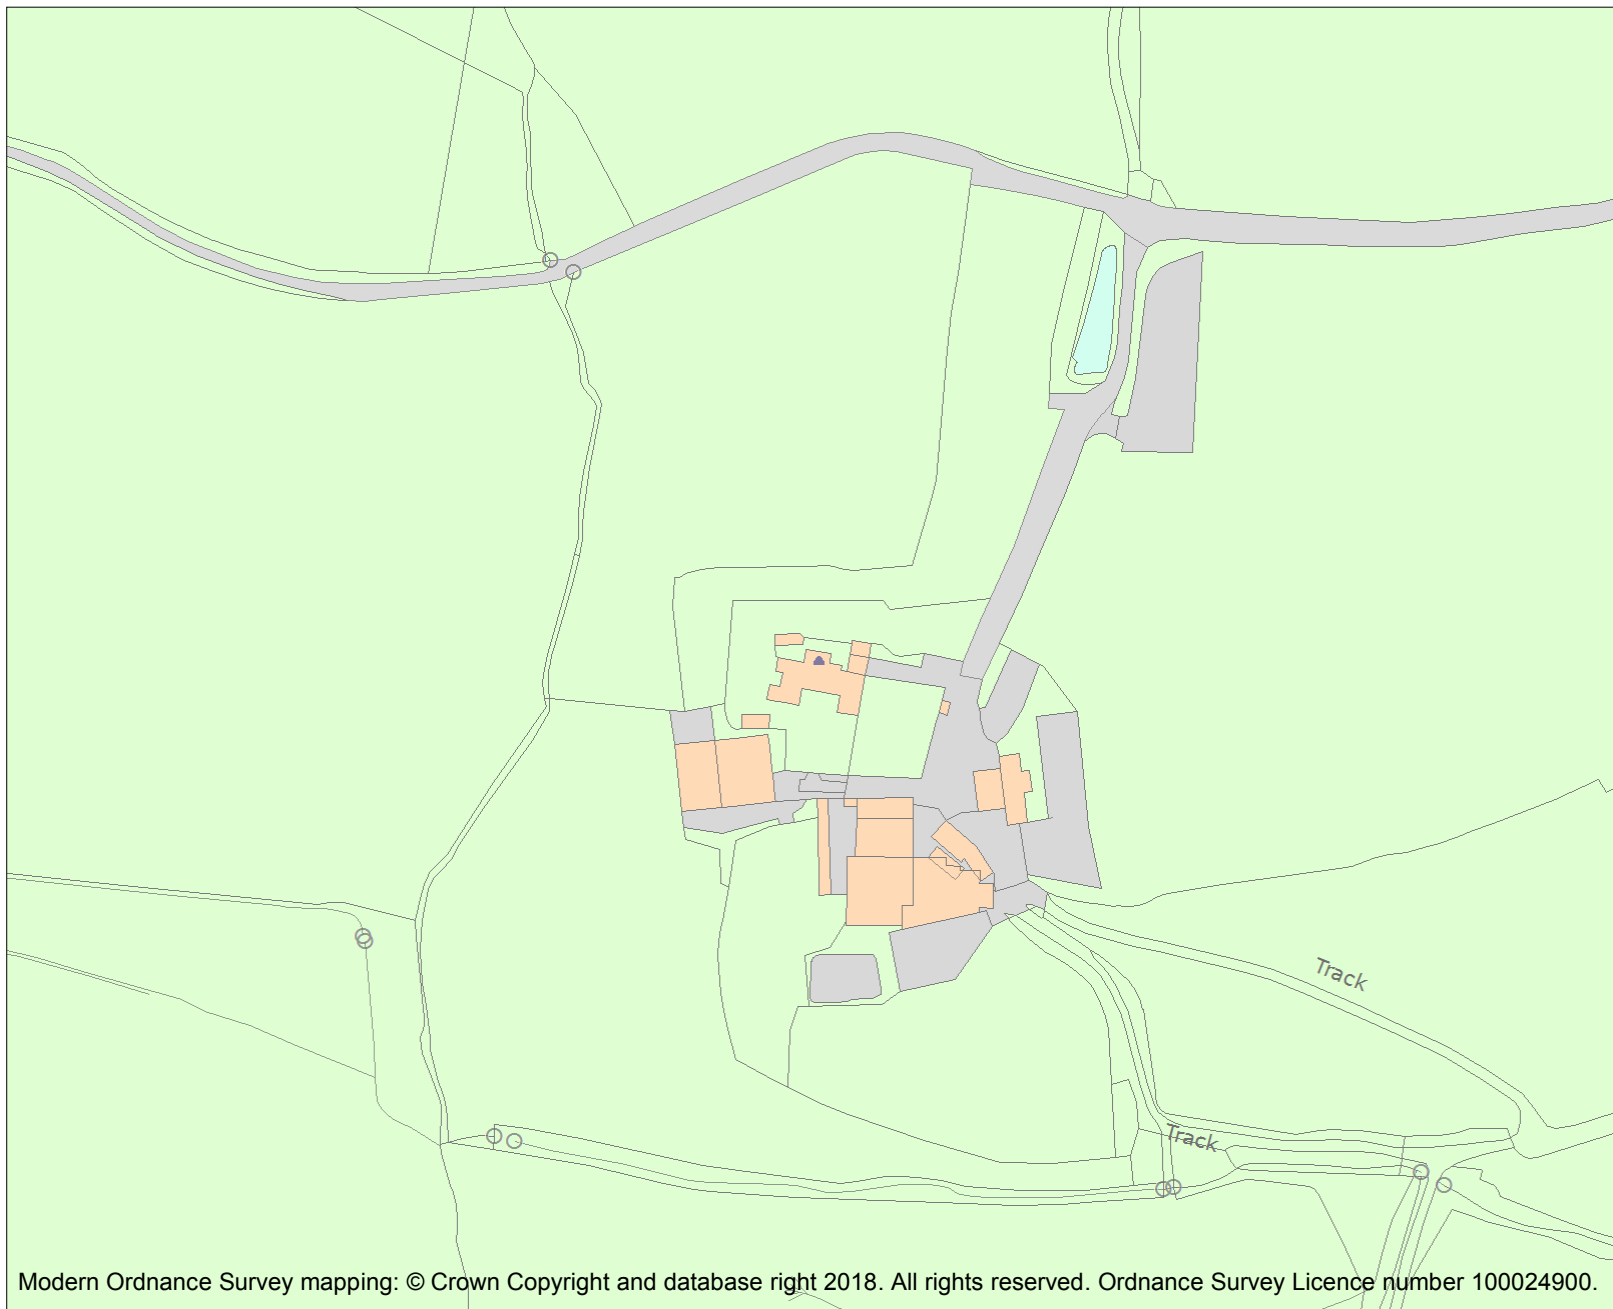 Track
Track
Modern Ordnance Survey mapping: © Crown Copyright and database right 2018. All rights reserved. Ordnance Survey Licence number 100024900.